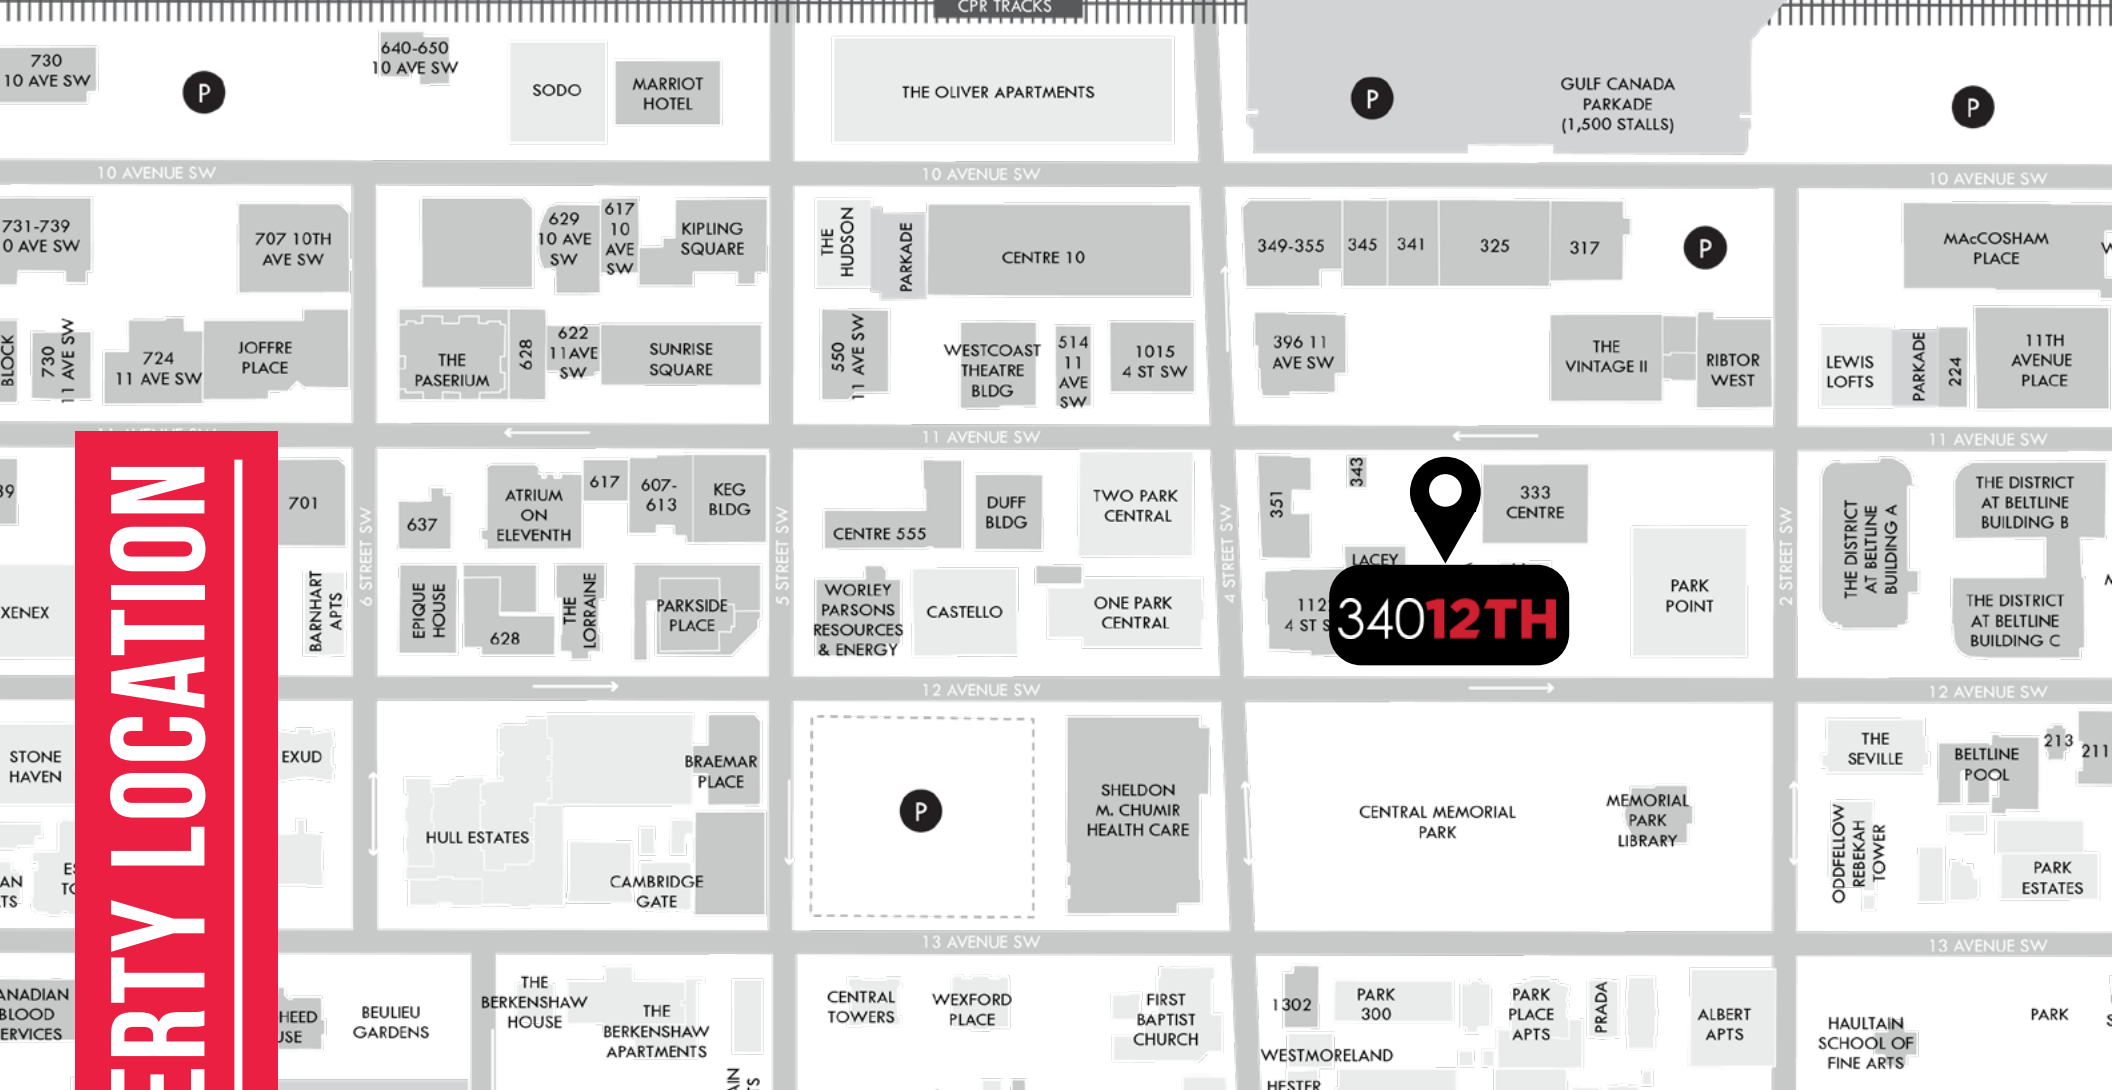 CPR TRACKS
730
10 AVE SW
P
640-650
10 AVE SW
SODO
MARRIOT
HOTEL
THE OLIVER APARTMENTS
P
GULF CANADA
PARKADE
(1,500 STALLS)
P
10 AVENUE SW
10 AVENUE SW
10 AVENUE SW
731-739
0 AVE SW
707 10TH
AVE SW
629
10 AVE
SW
617
10
AVE
SW
KIPLING
SQUARE
THE
HUDSON
PARKADE
CENTRE 10
349-355
345
341
325
317
P
MAcCOSHAM
PLACE
BLOCK
730
11 AVE SW
724
11 AVE SW
JOFFRE
PLACE
THE
PASERIUM
628
622
11AVE
SW
SUNRISE
SQUARE
550
11 AVE SW
WESTCOAST
THEATRE
BLDG
514
11
AVE
SW
1015
4 ST SW
396 11
AVE SW
THE
VINTAGE II
RIBTOR
WEST
LEWIS
LOFTS
PARKADE
224
11TH
AVENUE
PLACE
11 AVENUE SW
11 AVENUE SW
39
701
6 STREET SW
637
ATRIUM
ON
ELEVENTH
617
607-
613
KEG
BLDG
5 STREET SW
CENTRE 555
DUFF
BLDG
TWO PARK
CENTRAL
4 STREET SW
351
343
333
CENTRE
2 STREET SW
THE DISTRICT
AT BELTLINE
BUILDING A
THE DISTRICT
AT BELTLINE
BUILDING B
XENEX
BARNHART
APTS
EPIQUE
HOUSE
628
THE
LORRAINE
PARKSIDE
PLACE
WORLEY
PARSONS
RESOURCES
& ENERGY
CASTELLO
ONE PARK
CENTRAL
LACEY
112
4 ST S
34012TH
PARK
POINT
THE DISTRICT
AT BELTLINE
BUILDING C
12 AVENUE SW
12 AVENUE SW
ERTY LOCATION
STONE
HAVEN
EXUD
HULL ESTATES
BRAEMAR
PLACE
CAMBRIDGE
GATE
P
SHELDON
M. CHUMIR
HEALTH CARE
CENTRAL MEMORIAL
PARK
MEMORIAL
PARK
LIBRARY
THE
SEVILLE
BELTLINE
POOL
213
211
ODDFELLOW
REBEKAH
TOWER
PARK
ESTATES
13 AVENUE SW
13 AVENUE SW
ANADIAN
BLOOD
ERVICES
HEED
USE
BEULIEU
GARDENS
THE
BERKENSHAW
HOUSE
THE
BERKENSHAW
APARTMENTS
CENTRAL
TOWERS
WEXFORD
PLACE
FIRST
BAPTIST
CHURCH
1302
PARK
300
WESTMORELAND
HESTER
PARK
PLACE
APTS
PRADA
ALBERT
APTS
HAULTAIN
SCHOOL OF
FINE ARTS
PARK